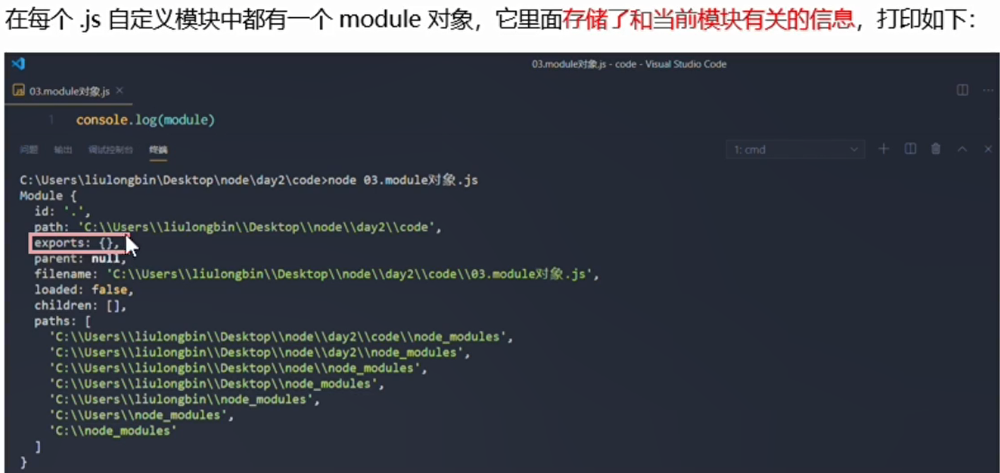 在每个 .js 自定义模块中都有一个 module 对象，它里面存储了和当前模块有关的信息，打印如下：
03.module对象.js - code - Visual Studio Code
JS 03.module对象.js ×
1 console.log(module)
问题 输出 调试控制台 终端 1: cmd
C:\Users\liulongbin\Desktop\node\day2\code>node 03.module对象.js
Module {
id: '.',
path: 'C:\\Users\\liulongbin\\Desktop\\node\\day2\\code',
exports: {},
parent: null,
filename: 'C:\\Users\\liulongbin\\Desktop\\node\\day2\\code\\03.module对象.js',
loaded: false,
children: [],
paths: [
'C:\\Users\\liulongbin\\Desktop\\node\\day2\\code\\node_modules',
'C:\\Users\\liulongbin\\Desktop\\node\\day2\\node_modules',
'C:\\Users\\liulongbin\\Desktop\\node\\node_modules',
'C:\\Users\\liulongbin\\Desktop\\node_modules',
'C:\\Users\\liulongbin\\node_modules',
'C:\\Users\\node_modules',
'C:\\node_modules'
]
}